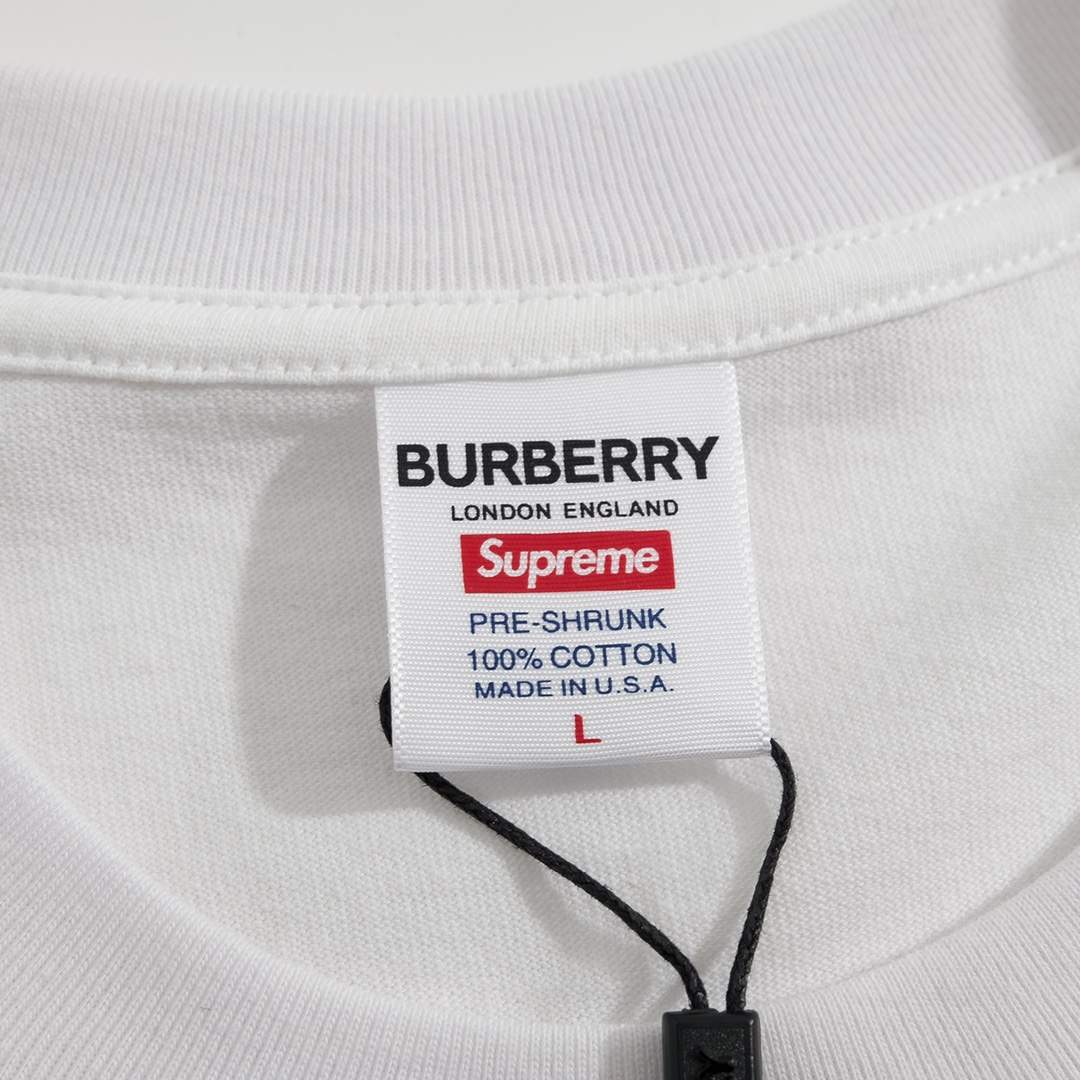 BURBERRY
LONDON ENGLAND
Supreme
PRE-SHRUNK
100% COTTON
MADE IN U.S.A.
L